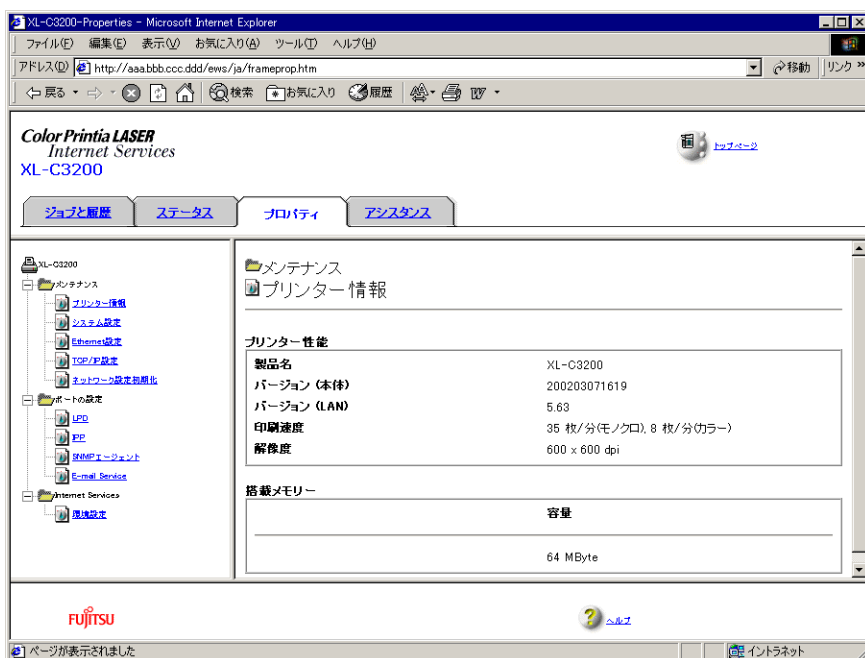 XL-C3200-Properties - Microsoft Internet Explorer
ファイル(F) 編集(E) 表示(V) お気に入り(A) ツール(T) ヘルプ(H)
アドレス(D) http://aaa.bbb.ccc.ddd/ews/ja/frameprop.htm 移動 リンク »
戻る 検索 お気に入り 履歴
Color Printia LASER
Internet Services
XL-C3200
トップページ
ジョブと履歴 ステータス プロパティ アシスタンス
XL-C3200
メンテナンス
プリンター情報
システム設定
Ethernet設定
TCP/IP設定
ネットワーク設定初期化
ポートの設定
LPD
IPP
SNMPエージェント
E-mail Service
Internet Services
環境設定
メンテナンス
プリンター情報
プリンター性能
製品名 XL-C3200
バージョン (本体) 200203071619
バージョン (LAN) 5.63
印刷速度 35 枚/分(モノクロ), 8 枚/分(カラー)
解像度 600 x 600 dpi
搭載メモリー
容量
64 MByte
FUJITSU
ヘルプ
ページが表示されました イントラネット